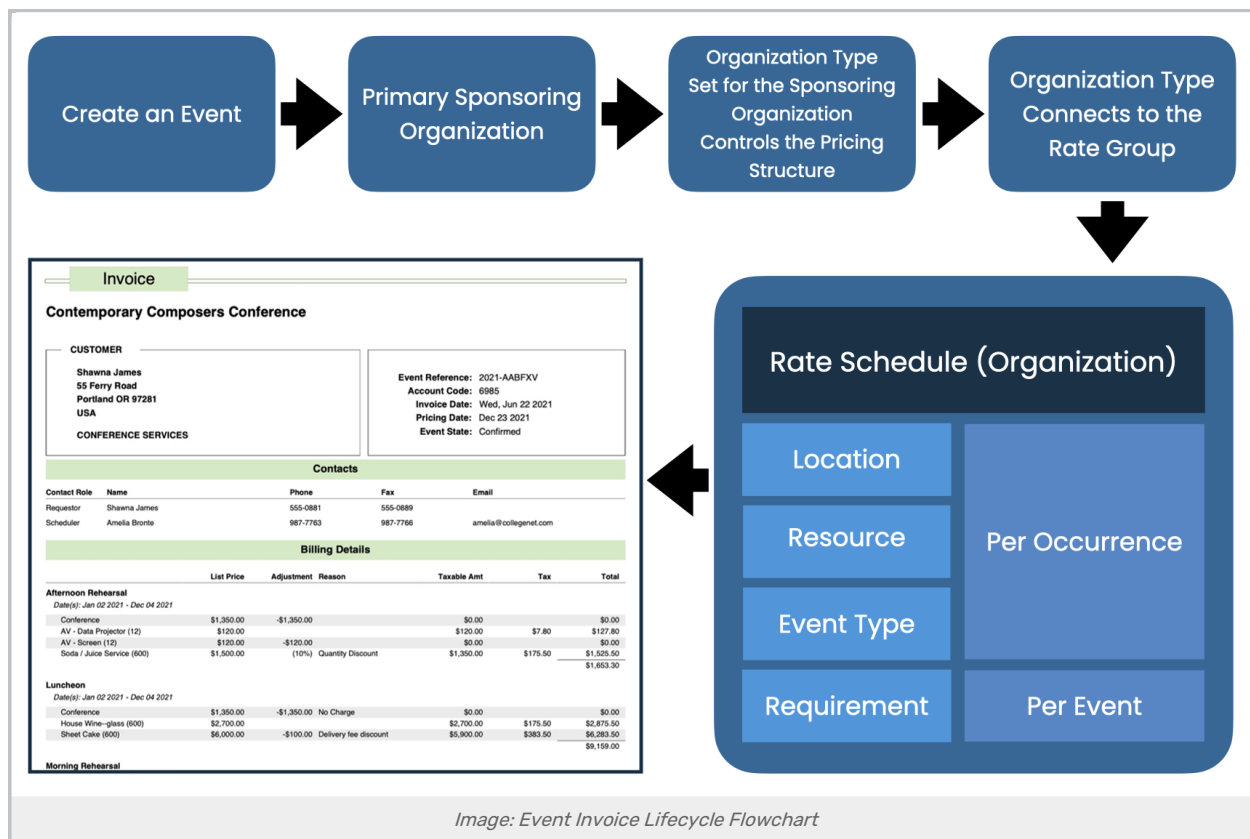 Create an Event
Primary Sponsoring
Organization
Organization Type
Set for the Sponsoring
Organization
Controls the Pricing
Structure
Organization Type
Connects to the
Rate Group
Rate Schedule (Organization)
Location
Resource
Event Type
Requirement
Per Occurrence
Per Event
Invoice
Contemporary Composers Conference
CUSTOMER
Shawna James
55 Ferry Road
Portland OR 97281
USA
CONFERENCE SERVICES
Event Reference: 2021-AABFXV
Account Code: 6985
Invoice Date: Wed, Jun 22 2021
Pricing Date: Dec 23 2021
Event State: Confirmed
Contacts
Contact Role Name Phone Fax Email
Requestor Shawna James 555-0881 555-0889
Scheduler Amelia Bronte 987-7763 987-7766 amelia@collegenet.com
Billing Details
List Price Adjustment Reason Taxable Amt Tax Total
Afternoon Rehearsal
Date(s): Jan 02 2021 - Dec 04 2021
Conference $1,350.00 -$1,350.00 $0.00 $0.00
AV - Data Projector (12) $120.00 $120.00 $7.80 $127.80
AV - Screen (12) $120.00 -$120.00 $0.00 $0.00
Soda / Juice Service (600) $1,500.00 (10%) Quantity Discount $1,350.00 $175.50 $1,525.50
$1,653.30
Luncheon
Date(s): Jan 02 2021 - Dec 04 2021
Conference $1,350.00 -$1,350.00 No Charge $0.00 $0.00
House Wine--glass (600) $2,700.00 $2,700.00 $175.50 $2,875.50
Sheet Cake (600) $6,000.00 -$100.00 Delivery fee discount $5,900.00 $383.50 $6,283.50
$9,159.00
Morning Rehearsal
Image: Event Invoice Lifecycle Flowchart